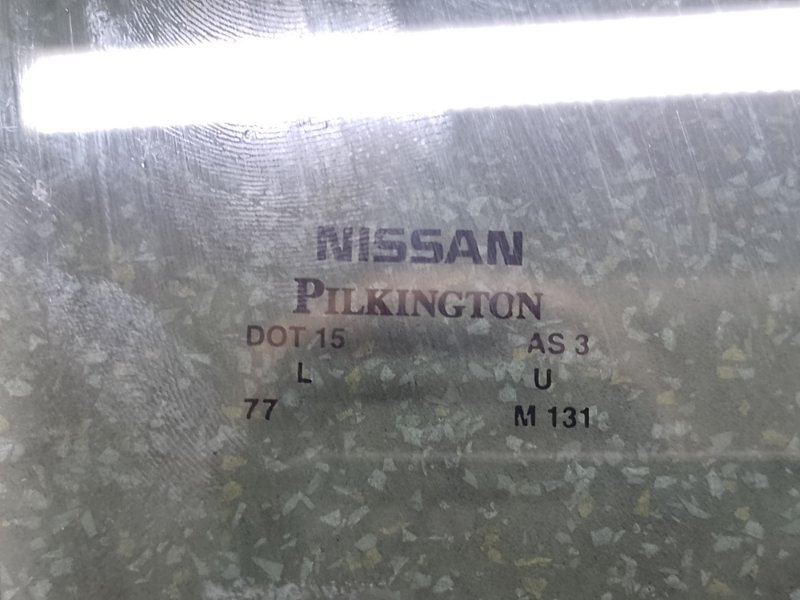 NISSAN
PILKINGTON
DOT 15 AS 3
L U
77 M 131